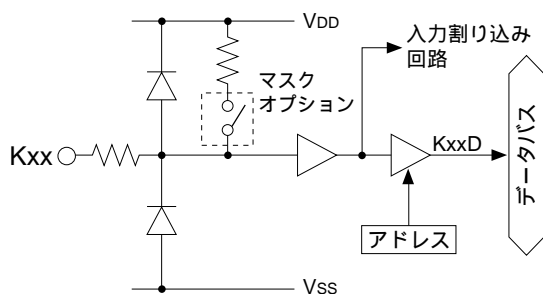 VDD
入力割り込み
回路
マスク
オプション
Kxx
KxxD
データバス
アドレス
VSS